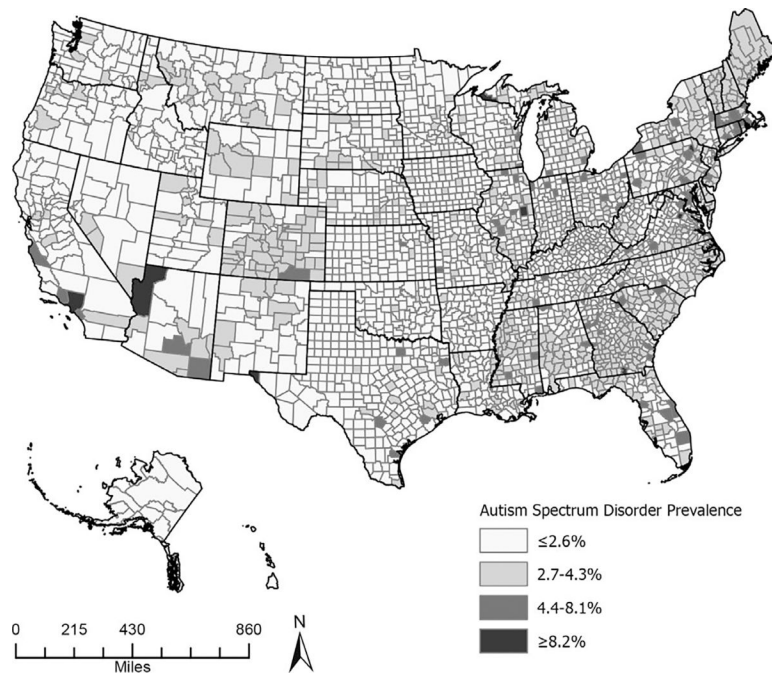 Autism Spectrum Disorder Prevalence
≤2.6%
2.7-4.3%
4.4-8.1%
≥8.2%
N
0 215 430 860
Miles